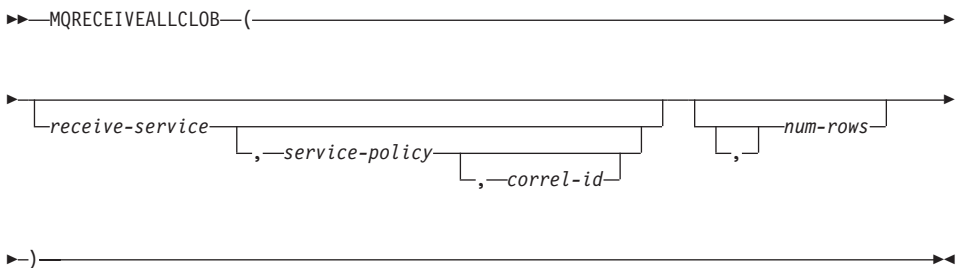 MQRECEIVEALLCLOB (
receive-service num-rows
, service-policy ,
, correl-id
)